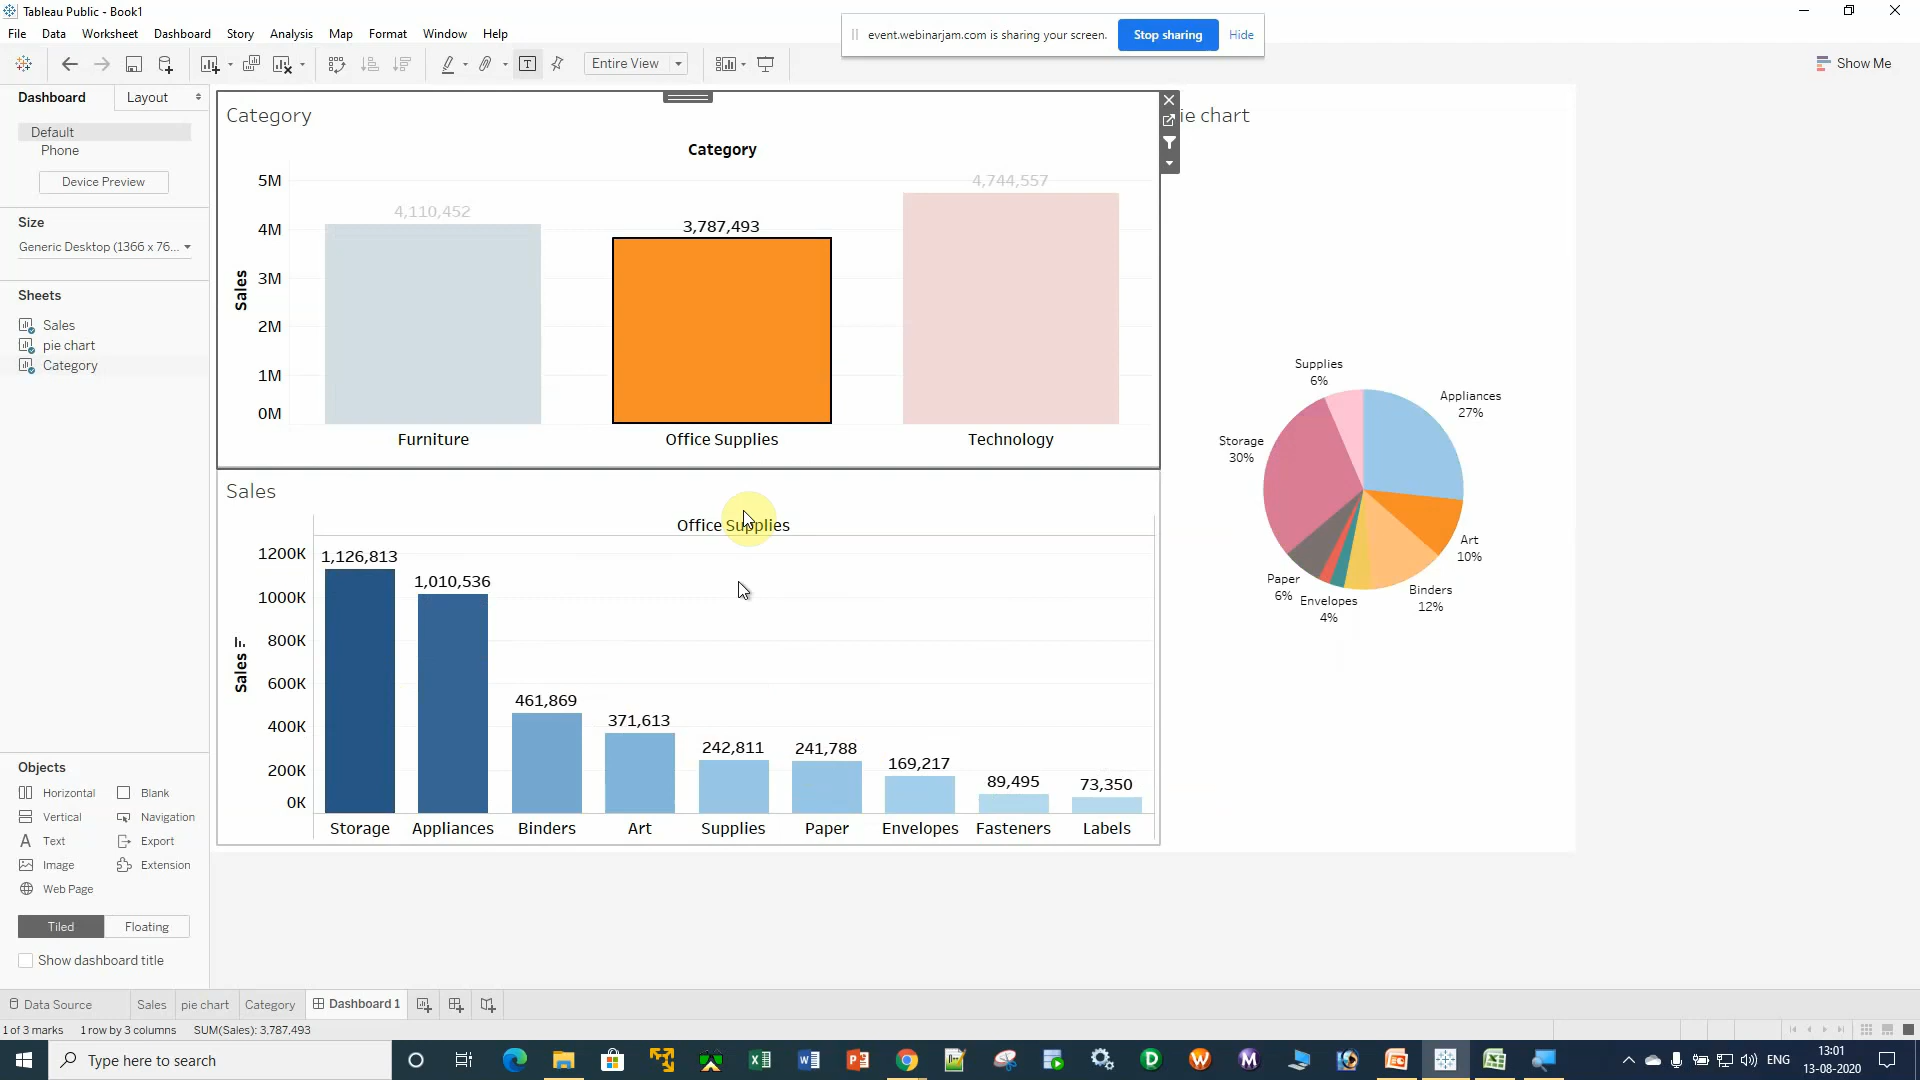 Tableau Public - Book1
File Data Worksheet Dashboard Story Analysis Map Format Window Help
event.webinarjam.com is sharing your screen. Stop sharing Hide
Entire View
Show Me
Dashboard Layout
Default
Phone
Device Preview
Size
Generic Desktop (1366 x 76...
Sheets
Sales
pie chart
Category
Objects
Horizontal Blank
Vertical Navigation
Text Export
Image Extension
Web Page
Tiled Floating
Show dashboard title
Category
Category
Sales
5M
4M
3M
2M
1M
0M
4,110,452
3,787,493
4,744,557
Furniture Office Supplies Technology
Sales
Office Supplies
Sales
1200K
1000K
800K
600K
400K
200K
0K
1,126,813
1,010,536
461,869
371,613
242,811
241,788
169,217
89,495
73,350
Storage Appliances Binders Art Supplies Paper Envelopes Fasteners Labels
ie chart
Supplies
6%
Appliances
27%
Storage
30%
Art
10%
Paper
6%
Envelopes
4%
Binders
12%
Data Source Sales pie chart Category Dashboard 1
1 of 3 marks 1 row by 3 columns SUM(Sales): 3,787,493
Type here to search
ENG
13:01
13-08-2020